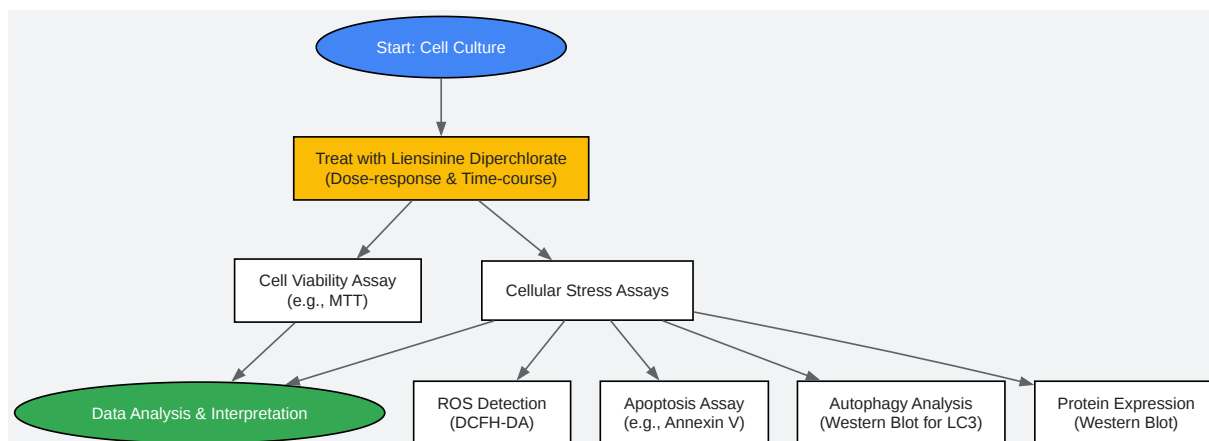 Start: Cell Culture
Treat with Liensinine Diperchlorate
(Dose-response & Time-course)
Cell Viability Assay
(e.g., MTT)
Cellular Stress Assays
Data Analysis & Interpretation
ROS Detection
(DCFH-DA)
Apoptosis Assay
(e.g., Annexin V)
Autophagy Analysis
(Western Blot for LC3)
Protein Expression
(Western Blot)